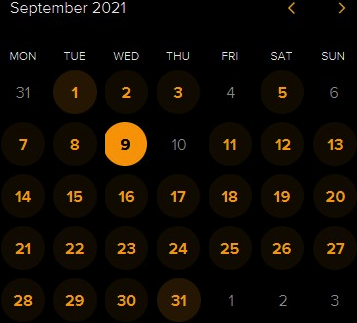 September 2021
MON TUE WED THU FRI SAT SUN
31 1 2 3 4 5 6
7 8 9 10 11 12 13
14 15 16 17 18 19 20
21 22 23 24 25 26 27
28 29 30 31 1 2 3